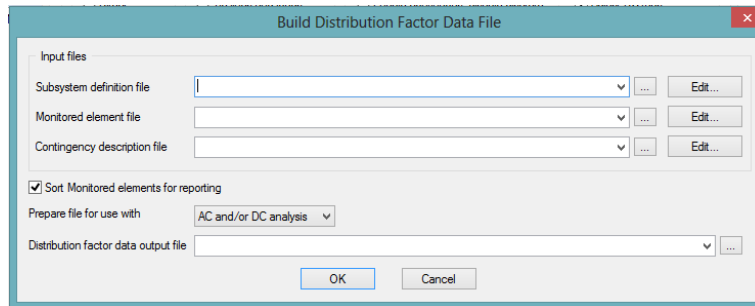 Build Distribution Factor Data File
x
Input files
Subsystem definition file ... Edit...
Monitored element file ... Edit...
Contingency description file ... Edit...
Sort Monitored elements for reporting
Prepare file for use with AC and/or DC analysis
Distribution factor data output file ...
OK Cancel